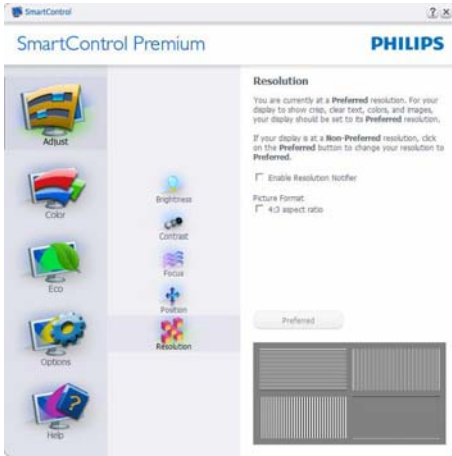 SmartControl
? ×
SmartControl Premium
PHILIPS
Adjust
Color
Eco
Options
Help
Brightness
Contrast
Focus
Position
Resolution
Resolution
You are currently at a Preferred resolution. For your
display to show crisp, clear text, colors, and images,
your display should be set to its Preferred resolution.
If your display is at a Non-Preferred resolution, click
on the Preferred button to change your resolution to
Preferred.
Enable Resolution Notifier
Picture Format
4:3 aspect ratio
Preferred